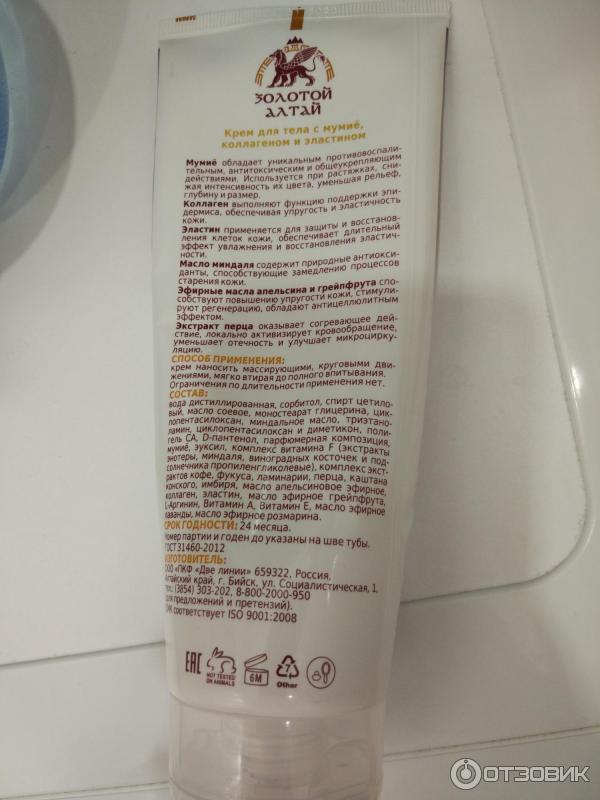 ЗОЛОТОЙ
АЛТАЙ
Крем для тела с мумиё,
коллагеном и эластином
Мумиё обладает уникальным противовоспали-
тельным, антитоксическим и общеукрепляющим
действиями. Используется при растяжках, сни-
жая интенсивность их цвета, уменьшая рельеф,
глубину и размер.
Коллаген выполняют функцию поддержки эпи-
дермиса, обеспечивая упругость и эластичность
кожи.
Эластин применяется для защиты и восстанов-
ления клеток кожи, обеспечивает длительный
эффект увлажнения и восстановления эластич-
ности.
Масло миндаля содержит природные антиокси-
данты, способствующие замедлению процессов
старения кожи.
Эфирные масла апельсина и грейпфрута спо-
собствуют повышению упругости кожи, стимули-
руют регенерацию, обладают антицеллюлитным
эффектом.
Экстракт перца оказывает согревающее дей-
ствие, локально активизирует кровообращение,
уменьшает отечность и улучшает микроцирку-
ляцию.
СПОСОБ ПРИМЕНЕНИЯ:
крем наносить массирующими, круговыми дви-
жениями, мягко втирая до полного впитывания.
Ограничения по длительности применения нет.
СОСТАВ:
вода дистиллированная, сорбитол, спирт цетило-
вый, масло соевое, моностеарат глицерина, цик-
лопентасилоксан, миндальное масло, триэтано-
ламин, циклопентасилоксан и диметикон, поли-
гель СА, D-пантенол, парфюмерная композиция,
мумиё, эуксил, комплекс витамина F (экстракты
энотеры, миндаля, виноградных косточек и под-
солнечника пропиленгликолевые), комплекс экст-
рактов кофе, фукуса, ламинарии, перца, каштана
конского, имбиря, масло апельсиновое эфирное,
коллаген, эластин, масло эфирное грейпфрута,
L-Аргинин, Витамин А, Витамин Е, масло эфирное
лаванды, масло эфирное розмарина.
СРОК ГОДНОСТИ: 24 месяца.
Номер партии и годен до указаны на шве тубы.
ГОСТ 31460-2012
ИЗГОТОВИТЕЛЬ:
ООО «ПКФ «Две линии» 659322, Россия,
Алтайский край, г. Бийск, ул. Социалистическая, 1,
тел.: (3854) 303-202, 8-800-2000-950
(для предложений и претензий).
СМК соответствует ISO 9001:2008
EAC
NOT TESTED
ON ANIMALS
6M
7
Other
ОТЗОВИК